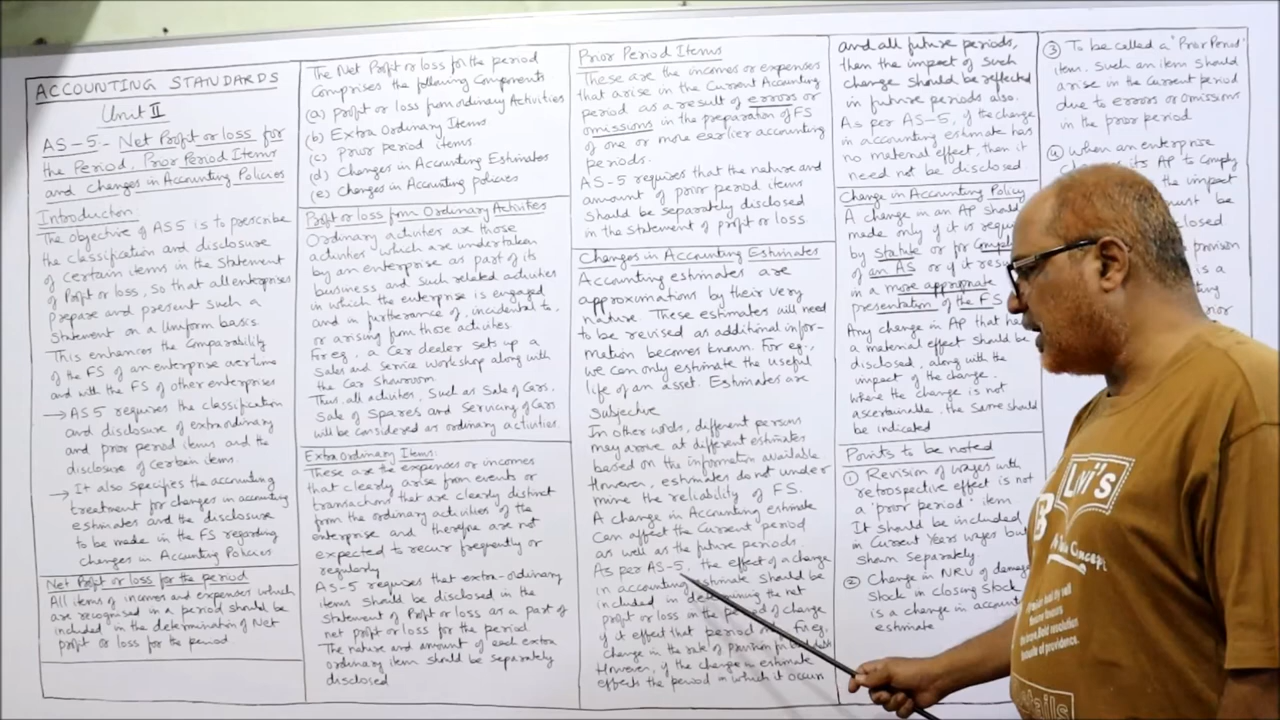 ACCOUNTING STANDARDS
Unit II
AS-5:- Net Profit or loss for
the Period, Prior Period Items
and changes in Accounting Policies
Introduction
The objective of AS5 is to prescribe
the classification and disclosure
of certain items in the Statement
of Profit or loss, so that all enterprises
prepare and present such a
Statement on a Uniform basis.
This enhances the Comparability
of the FS of an enterprise overtime
and with the FS of other enterprises
→ AS 5 requires the classification
and disclosure of extraordinary
and prior period items and the
disclosure of Certain items.
→ It also specifies the accounting
treatment for changes in accounting
estimates and the disclosure
to be made in the FS regarding
changes in Accounting Policies
Net Profit or loss for the period
All items of incomes and expenses which
are recognised in a period should be
included in the determination of Net
profit or loss for the period
The Net Profit or loss for the period
Comprises the following Components
(a) Profit or loss from ordinary Activities
(b) Extra Ordinary Items
(c) Prior period items
(d) Changes in Accounting Estimates
(e) Changes in Accounting policies
Profit or loss from Ordinary Activities
Ordinary activities are those
activities which are undertaken
by an enterprise as part of its
business and Such related activities
in which the enterprise is engaged
and in furtherance of, incidental to,
or arising from those activites.
For eg, a Car dealer sets up a
Sales and Service workshop along with
the Car Showroom
Thus, all activites, Such as Sale of Cars,
Sale of Spares and Servicing of Cars
will be considered as ordinary activities.
Extra Ordinary Items:
These are the expenses or incomes
that clearly arise from events or
transactions that are clearly distinct
from the ordinary activities of the
enterprise and therefore are not
expected to recur frequently or
regularly
AS-5 requires that extra-ordinary
items should be disclosed in the
Statement of Profit or loss as a part of
net profit or loss for the period
The nature and amount of each extra
ordinary item should be separately
disclosed
Prior Period Items
These are the incomes or expenses
that arise in the Current Accounting
period as a result of errors or
omissions in the preparation of FS
of one or more earlier accounting
periods.
AS-5 requires that the nature and
amount of prior period items
should be separately disclosed
in the statement of profit or loss
Changes in Accounting Estimates
Accounting estimates are
approximations by their very
nature. These estimates will need
to be revised as additional infor-
mation becomes known. For eg.,
we can only estimate the useful
life of an asset. Estimates are
Subjective
In other words, different persons
may arrive at different estimates
based on the information available
However, estimates do not under
mine the reliability of FS.
A change in Accounting estimate
Can affect the Current period
as well as the future periods.
As per AS-5, the effect of a change
in accounting estimate should be
included in determining the net
profit or loss in the period of change
if it effect that period For eg,
change in the rate of provision for
However, if the change in estimate
effects the period in which it occurs
and all future periods,
then the impact of such
change should be reflected
in future periods also.
As per AS-5, if the change
in accounting estimate has
no material effect, then it
need not be disclosed
Change in Accounting Policy
A change in an AP should
made only if it is
by statute or for
of an AS or if it
in a more appropriate
presentation of the FS
Any change in AP that
a material effect should be
disclosed, along with the
impact of the change.
where the change is not
ascertainable, the Same should
be indicated
Points to be noted
① Revision of wages with
retrospective effect is not
a 'prior period' item
It should be included
in Current Years wages but
shown separately
② Change in NRV of
Stock in closing Stock
is a change in
estimate
③ To be called a "Prior Period"
item, Such an item should
arise in the Current period
due to errors or omissions
in the prior period
④ When an enterprise
its AP to Comply
the impact
must be
provision
is a
Levi's
B
Concept